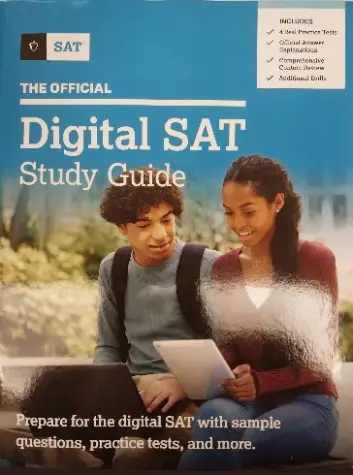 SAT
INCLUDES
4 Real Practice Tests
Official Answer
Explanations
Comprehensive
Content Review
Additional Drills
THE OFFICIAL
Digital SAT
Study Guide
Prepare for the digital SAT with sample
questions, practice tests, and more.